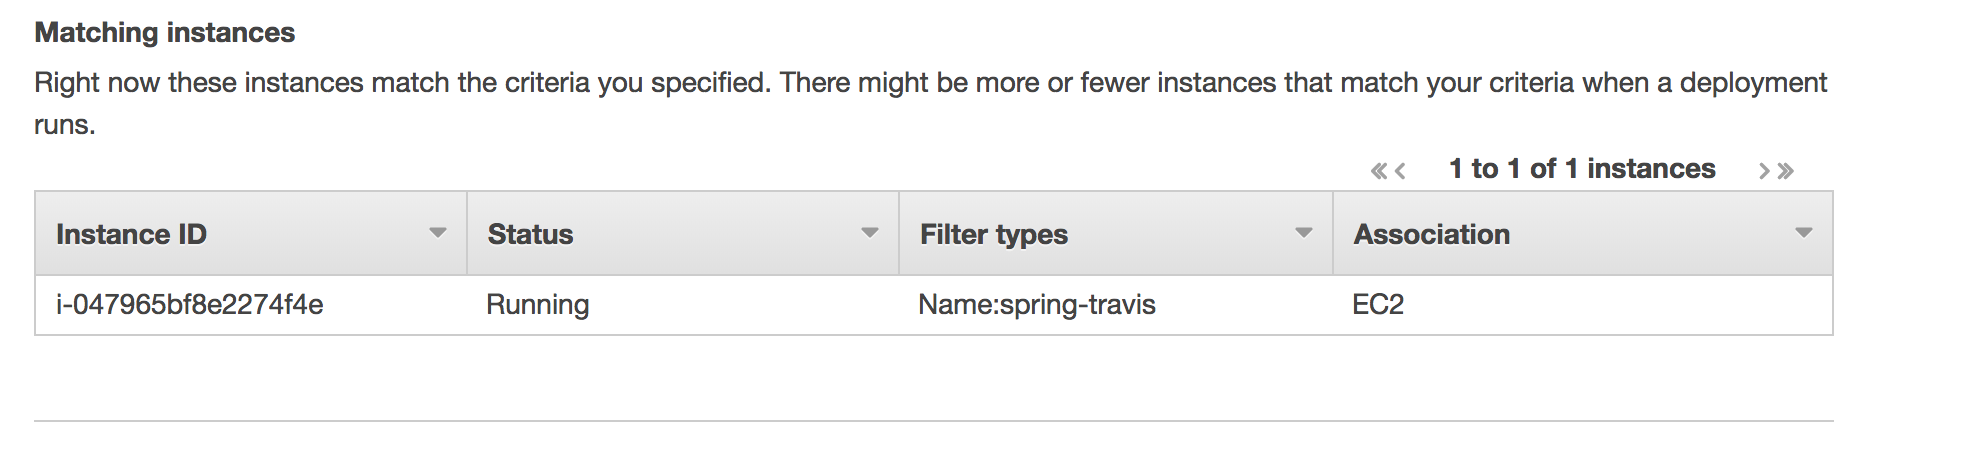 Matching instances
Right now these instances match the criteria you specified. There might be more or fewer instances that match your criteria when a deployment
runs.
« ‹ 1 to 1 of 1 instances › »
Instance ID Status Filter types Association
i-047965bf8e2274f4e Running Name:spring-travis EC2